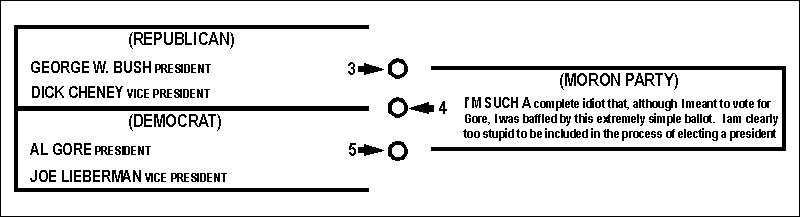 (REPUBLICAN)
GEORGE W. BUSH PRESIDENT
3
DICK CHENEY VICE PRESIDENT
4
(DEMOCRAT)
AL GORE PRESIDENT
5
JOE LIEBERMAN VICE PRESIDENT
(MORON PARTY)
I'M SUCH A complete idiot that, although I meant to vote for
Gore, I was baffled by this extremely simple ballot. I am clearly
too stupid to be included in the process of electing a president